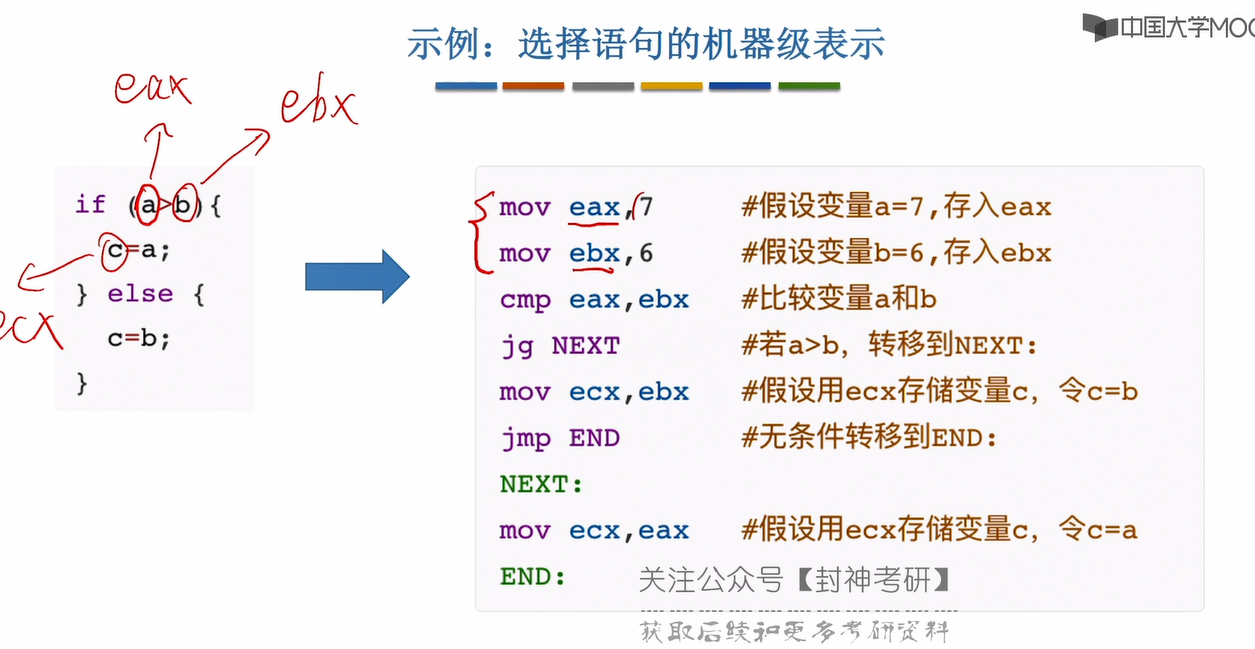 中国大学MOO
示例：选择语句的机器级表示
eax
ebx
if (a>b){
c=a;
} else {
c=b;
}
ecx
mov eax,7 #假设变量a=7,存入eax
mov ebx,6 #假设变量b=6,存入ebx
cmp eax,ebx #比较变量a和b
jg NEXT #若a>b，转移到NEXT:
mov ecx,ebx #假设用ecx存储变量c，令c=b
jmp END #无条件转移到END:
NEXT:
mov ecx,eax #假设用ecx存储变量c，令c=a
END:
关注公众号【封神考研】
获取后续和更多考研资料